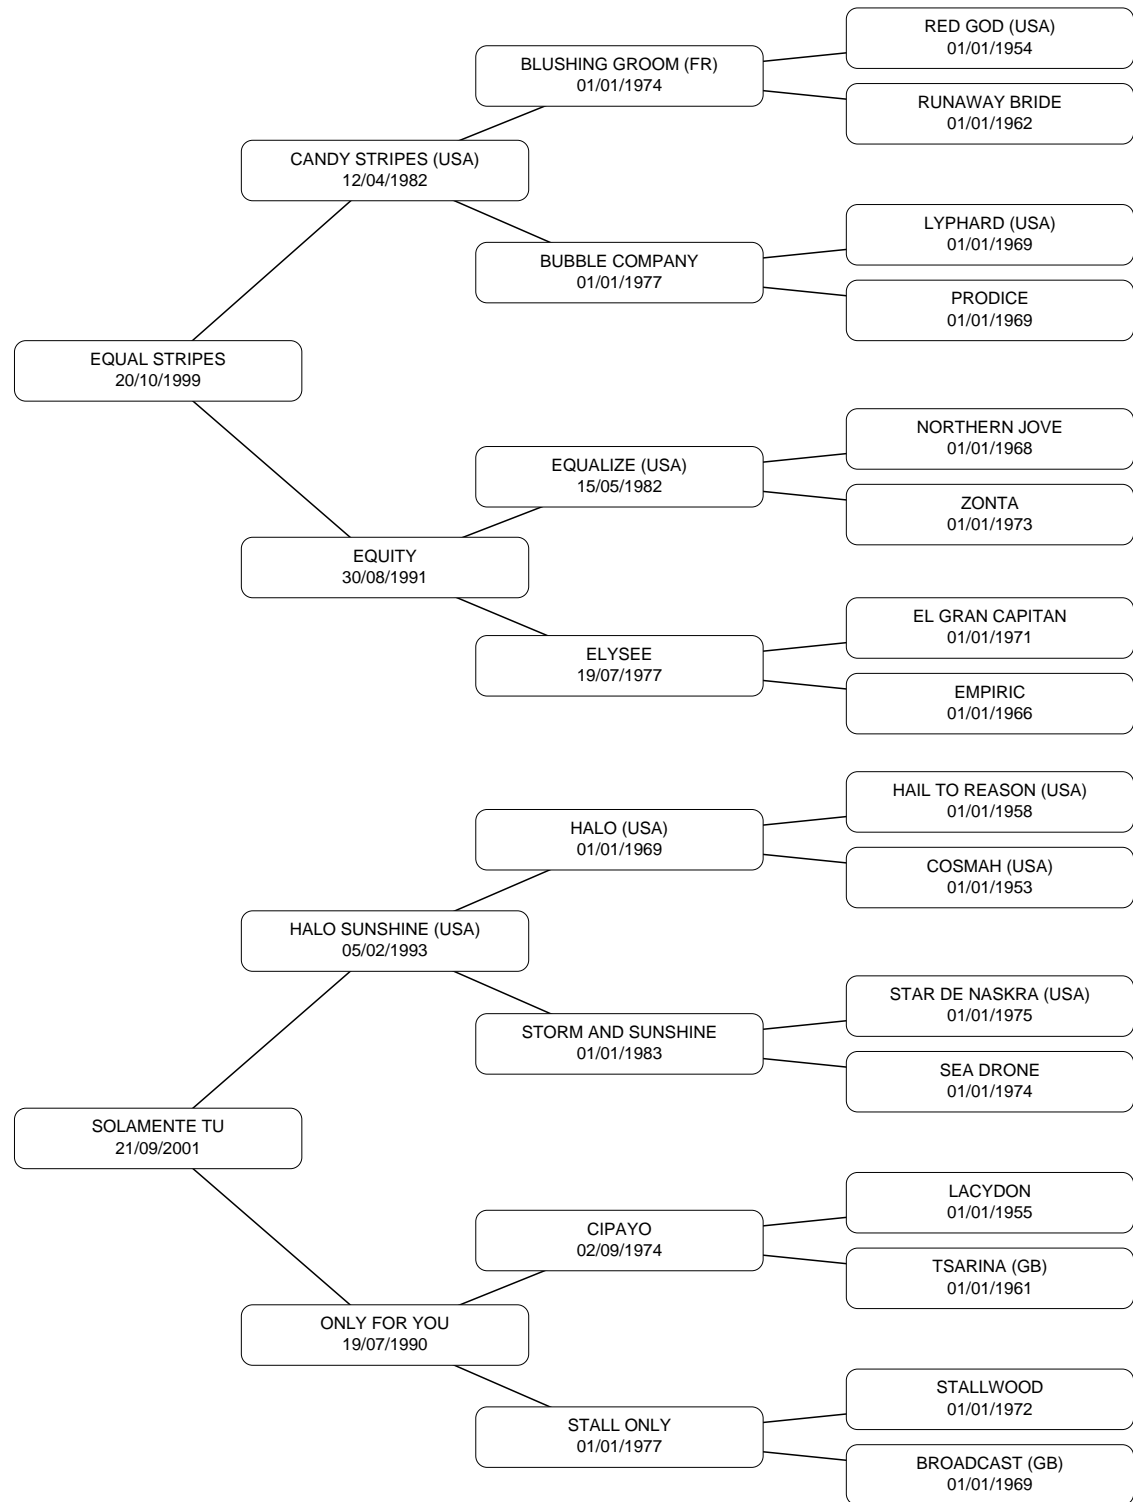 RED GOD (USA)
01/01/1954
BLUSHING GROOM (FR)
01/01/1974
RUNAWAY BRIDE
01/01/1962
CANDY STRIPES (USA)
12/04/1982
LYPHARD (USA)
01/01/1969
BUBBLE COMPANY
01/01/1977
PRODICE
01/01/1969
EQUAL STRIPES
20/10/1999
NORTHERN JOVE
01/01/1968
EQUALIZE (USA)
15/05/1982
ZONTA
01/01/1973
EQUITY
30/08/1991
EL GRAN CAPITAN
01/01/1971
ELYSEE
19/07/1977
EMPIRIC
01/01/1966
HAIL TO REASON (USA)
01/01/1958
HALO (USA)
01/01/1969
COSMAH (USA)
01/01/1953
HALO SUNSHINE (USA)
05/02/1993
STAR DE NASKRA (USA)
01/01/1975
STORM AND SUNSHINE
01/01/1983
SEA DRONE
01/01/1974
SOLAMENTE TU
21/09/2001
LACYDON
01/01/1955
CIPAYO
02/09/1974
TSARINA (GB)
01/01/1961
ONLY FOR YOU
19/07/1990
STALLWOOD
01/01/1972
STALL ONLY
01/01/1977
BROADCAST (GB)
01/01/1969